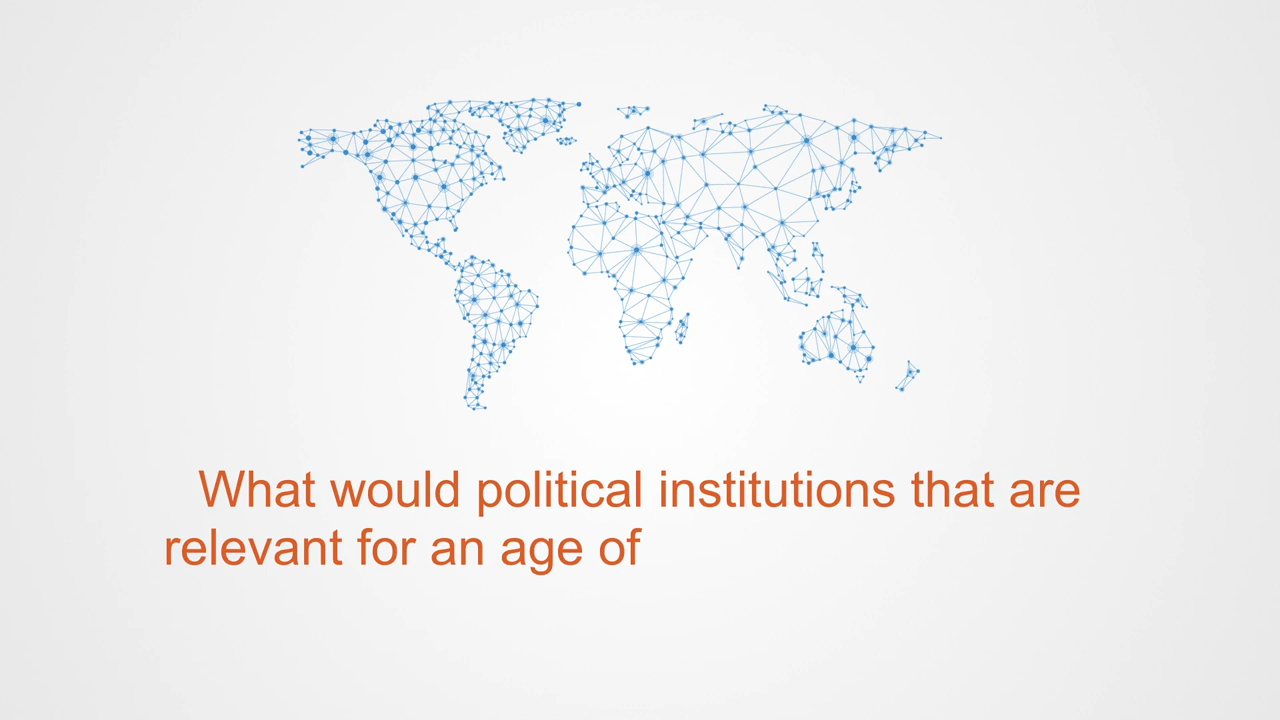 What would political institutions that are
relevant for an age of